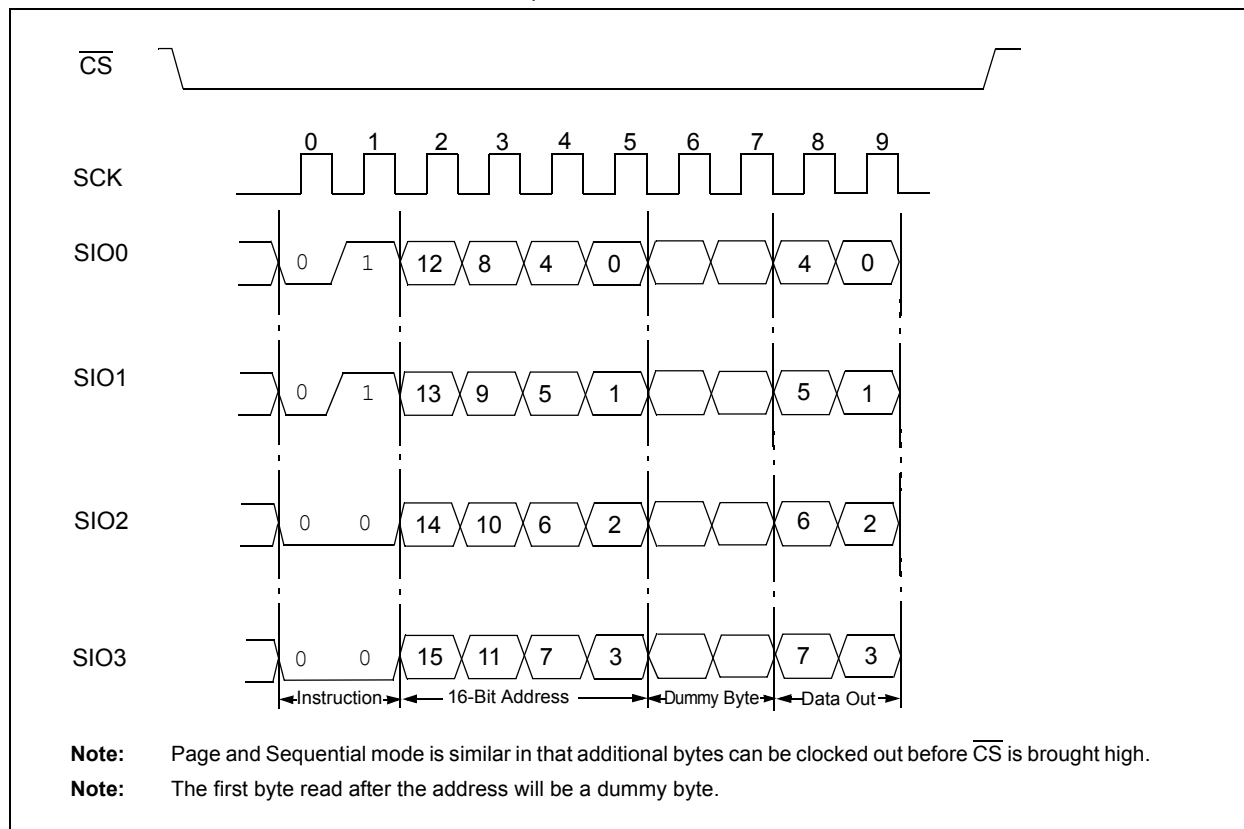 CS
0 1 2 3 4 5 6 7 8 9
SCK
SIO0 0 1 12 8 4 0 4 0
SIO1 0 1 13 9 5 1 5 1
SIO2 0 0 14 10 6 2 6 2
SIO3 0 0 15 11 7 3 7 3
Instruction 16-Bit Address Dummy Byte Data Out
Note: Page and Sequential mode is similar in that additional bytes can be clocked out before CS is brought high.
Note: The first byte read after the address will be a dummy byte.